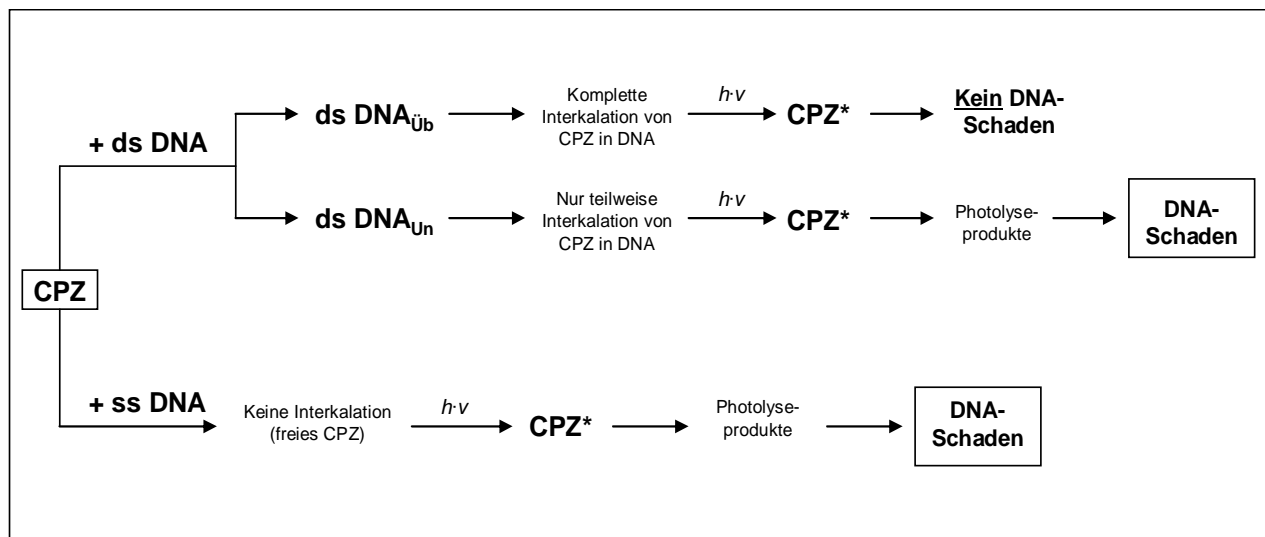 + ds DNA
ds DNAÜb
Komplette
Interkalation von
CPZ in DNA
h·ν
CPZ*
Kein DNA-
Schaden
ds DNAUn
Nur teilweise
Interkalation von
CPZ in DNA
h·ν
CPZ*
Photolyse-
produkte
DNA-
Schaden
CPZ
+ ss DNA
Keine Interkalation
(freies CPZ)
h·ν
CPZ*
Photolyse-
produkte
DNA-
Schaden